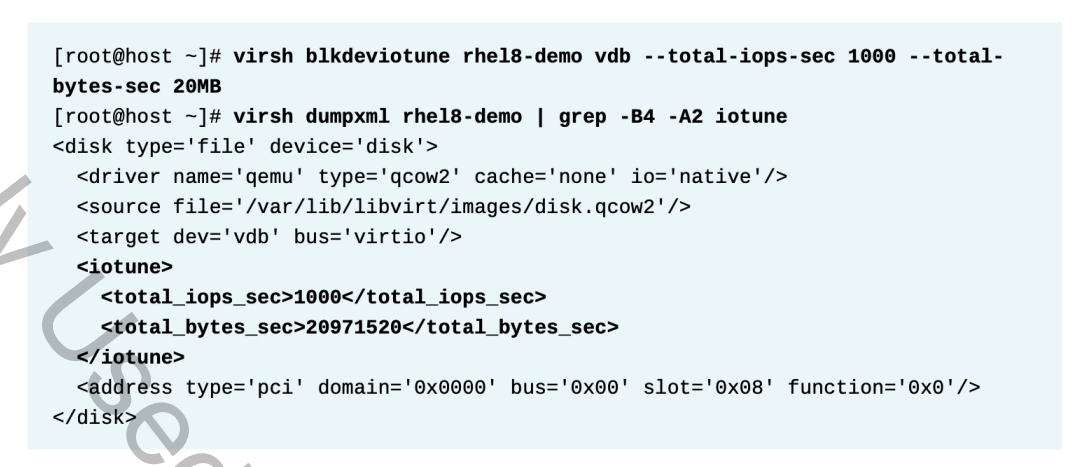 [root@host ~]# virsh blkdeviotune rhel8-demo vdb --total-iops-sec 1000 --total-
bytes-sec 20MB
[root@host ~]# virsh dumpxml rhel8-demo | grep -B4 -A2 iotune
<disk type='file' device='disk'>
  <driver name='qemu' type='qcow2' cache='none' io='native'/>
  <source file='/var/lib/libvirt/images/disk.qcow2'/>
  <target dev='vdb' bus='virtio'/>
  <iotune>
    <total_iops_sec>1000</total_iops_sec>
    <total_bytes_sec>20971520</total_bytes_sec>
  </iotune>
  <address type='pci' domain='0x0000' bus='0x00' slot='0x08' function='0x0'/>
</disk>